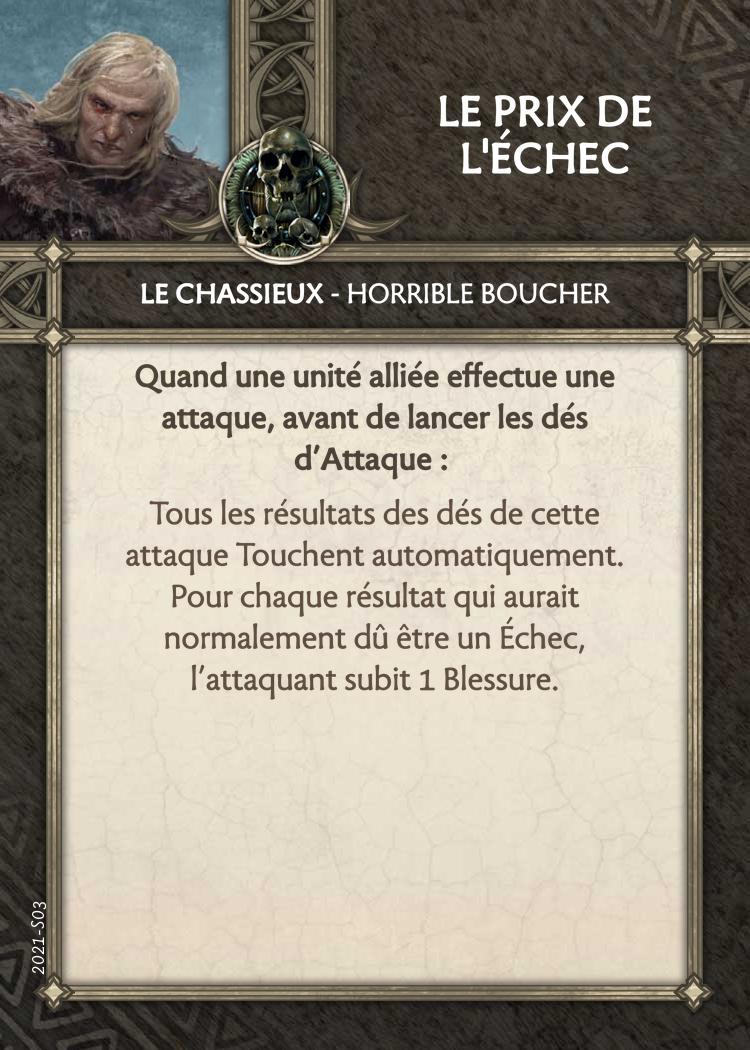 LE PRIX DE
L'ÉCHEC
LE CHASSIEUX - HORRIBLE BOUCHER
Quand une unité alliée effectue une
attaque, avant de lancer les dés
d’Attaque :
Tous les résultats des dés de cette
attaque Touchent automatiquement.
Pour chaque résultat qui aurait
normalement dû être un Échec,
l’attaquant subit 1 Blessure.
2021-S03